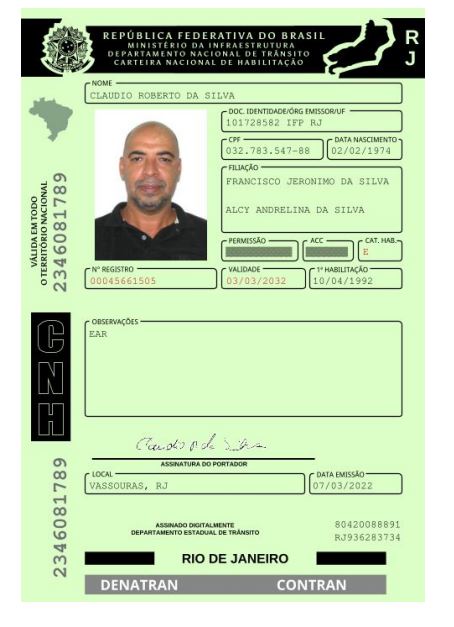 REPÚBLICA FEDERATIVA DO BRASIL
MINISTÉRIO DA INFRAESTRUTURA
DEPARTAMENTO NACIONAL DE TRÂNSITO
CARTEIRA NACIONAL DE HABILITAÇÃO
RJ
NOME
CLAUDIO ROBERTO DA SILVA
DOC. IDENTIDADE/ÓRG EMISSOR/UF
101728582 IFP RJ
CPF
032.783.547-88
DATA NASCIMENTO
02/02/1974
FILIAÇÃO
FRANCISCO JERONIMO DA SILVA
ALCY ANDRELINA DA SILVA
PERMISSÃO
ACC
CAT. HAB.
E
Nº REGISTRO
00045661505
VALIDADE
03/03/2032
1ª HABILITAÇÃO
10/04/1992
VÁLIDA EM TODO
O TERRITÓRIO NACIONAL
2346081789
CNH
OBSERVAÇÕES
EAR
ASSINATURA DO PORTADOR
LOCAL
VASSOURAS, RJ
DATA EMISSÃO
07/03/2022
2346081789
ASSINADO DIGITALMENTE
DEPARTAMENTO ESTADUAL DE TRÂNSITO
80420088891
RJ936283734
RIO DE JANEIRO
DENATRAN CONTRAN